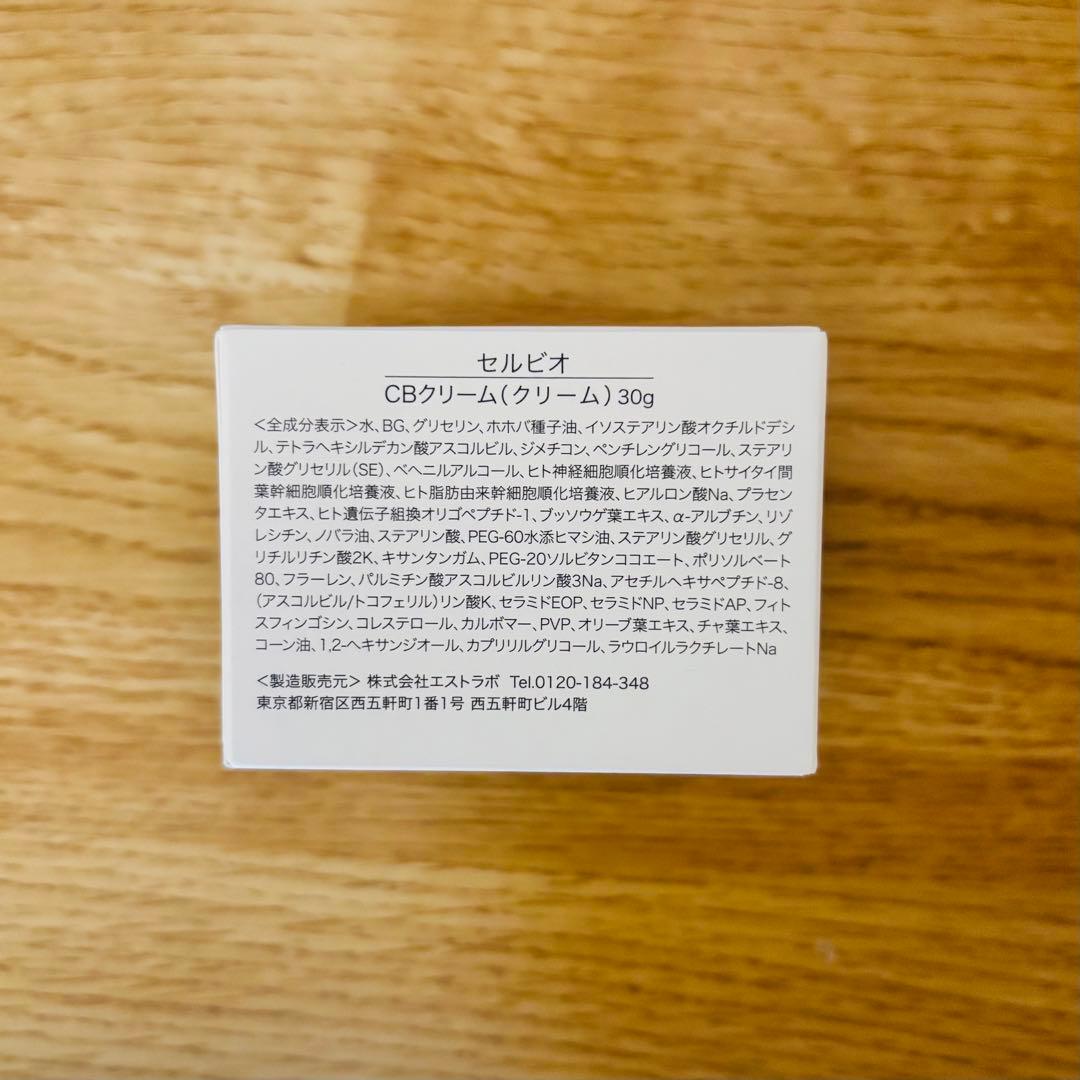 セルビオ
CBクリーム(クリーム)30g
<全成分表示>水、BG、グリセリン、ホホバ種子油、イソステアリン酸オクチルドデシ
ル、テトラヘキシルデカン酸アスコルビル、ジメチコン、ペンチレングリコール、ステアリ
ン酸グリセリル(SE)、ベヘニルアルコール、ヒト神経細胞順化培養液、ヒトサイタイ間
葉幹細胞順化培養液、ヒト脂肪由来幹細胞順化培養液、ヒアルロン酸Na、プラセン
タエキス、ヒト遺伝子組換オリゴペプチド-1、ブッソウゲ葉エキス、α-アルブチン、リゾ
レシチン、ノバラ油、ステアリン酸、PEG-60水添ヒマシ油、ステアリン酸グリセリル、グ
リチルリチン酸2K、キサンタンガム、PEG-20ソルビタンココエート、ポリソルベート
80、フラーレン、パルミチン酸アスコルビルリン酸3Na、アセチルヘキサペプチド-8、
(アスコルビル/トコフェリル)リン酸K、セラミドEOP、セラミドNP、セラミドAP、フィト
スフィンゴシン、コレステロール、カルボマー、PVP、オリーブ葉エキス、チャ葉エキス、
コーン油、1,2-ヘキサンジオール、カプリリルグリコール、ラウロイルラクチレートNa
<製造販売元> 株式会社エストラボ Tel.0120-184-348
東京都新宿区西五軒町1番1号 西五軒町ビル4階